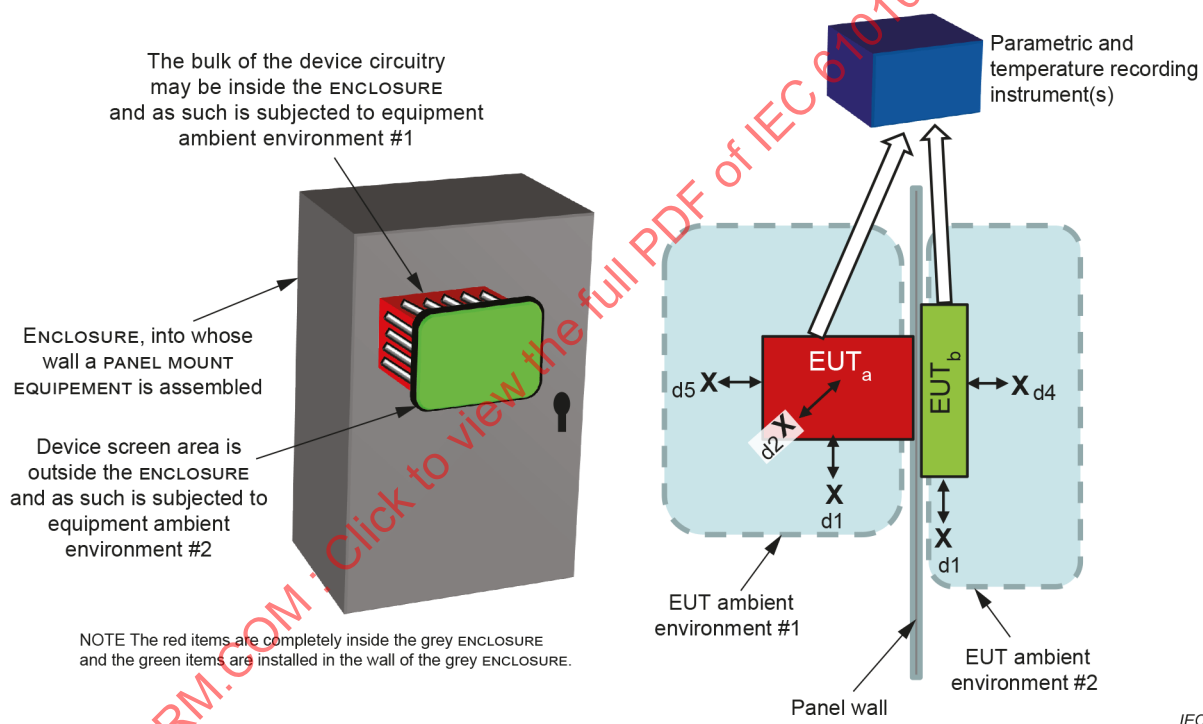 The bulk of the device circuitry
may be inside the ENCLOSURE
and as such is subjected to equipment
ambient environment #1
ENCLOSURE, into whose
wall a PANEL MOUNT
EQUIPEMENT is assembled
Device screen area is
outside the ENCLOSURE
and as such is subjected to
equipment ambient
environment #2
NOTE The red items are completely inside the grey ENCLOSURE
and the green items are installed in the wall of the grey ENCLOSURE.
Parametric and
temperature recording
instrument(s)
EUTa
EUTb
d5 X
X d4
d2 X
X
d1
X
d1
EUT ambient
environment #1
EUT ambient
environment #2
Panel wall
IEC
RM.COM : Click to view the full PDF of IEC 61010